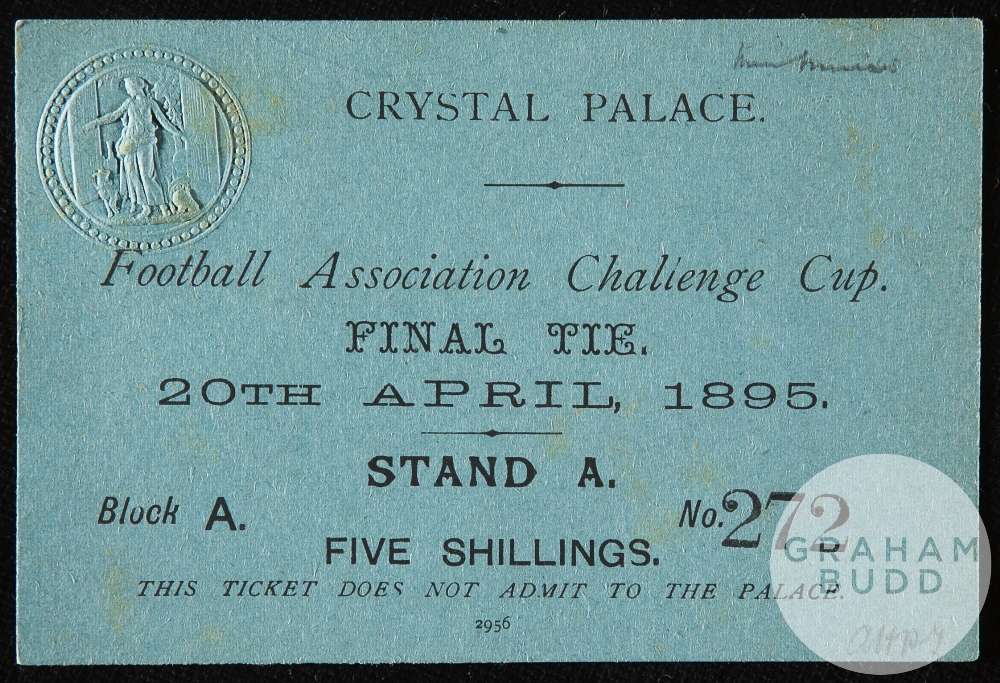 CRYSTAL PALACE.
Football Association Challenge Cup.
FINAL TIE.
20TH APRIL, 1895.
STAND A.
Block A. No. 272
FIVE SHILLINGS.
THIS TICKET DOES NOT ADMIT TO THE PALACE.
2956
GRAHAM
BUDD